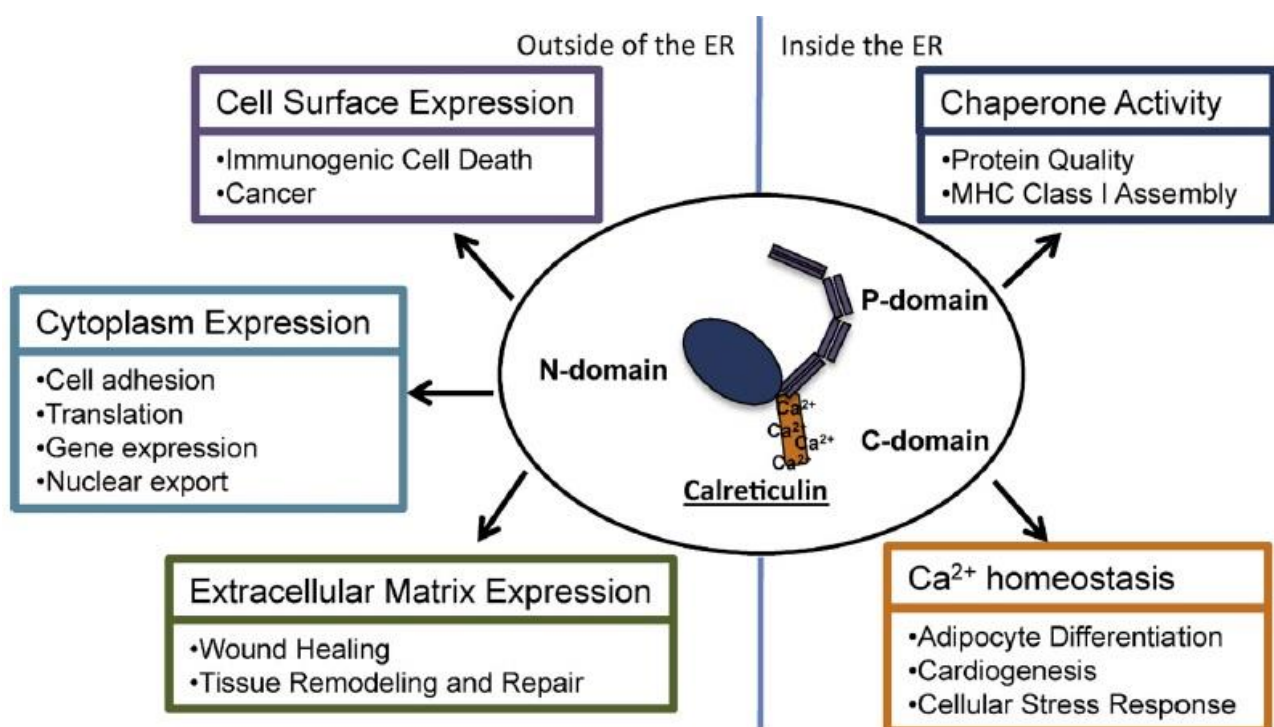 Outside of the ER
Inside the ER
Cell Surface Expression
•Immunogenic Cell Death
•Cancer
Chaperone Activity
•Protein Quality
•MHC Class I Assembly
Cytoplasm Expression
•Cell adhesion
•Translation
•Gene expression
•Nuclear export
P-domain
N-domain
Ca²⁺
Ca²⁺
Ca²⁺
Ca²⁺
C-domain
Calreticulin
Extracellular Matrix Expression
•Wound Healing
•Tissue Remodeling and Repair
Ca²⁺ homeostasis
•Adipocyte Differentiation
•Cardiogenesis
•Cellular Stress Response